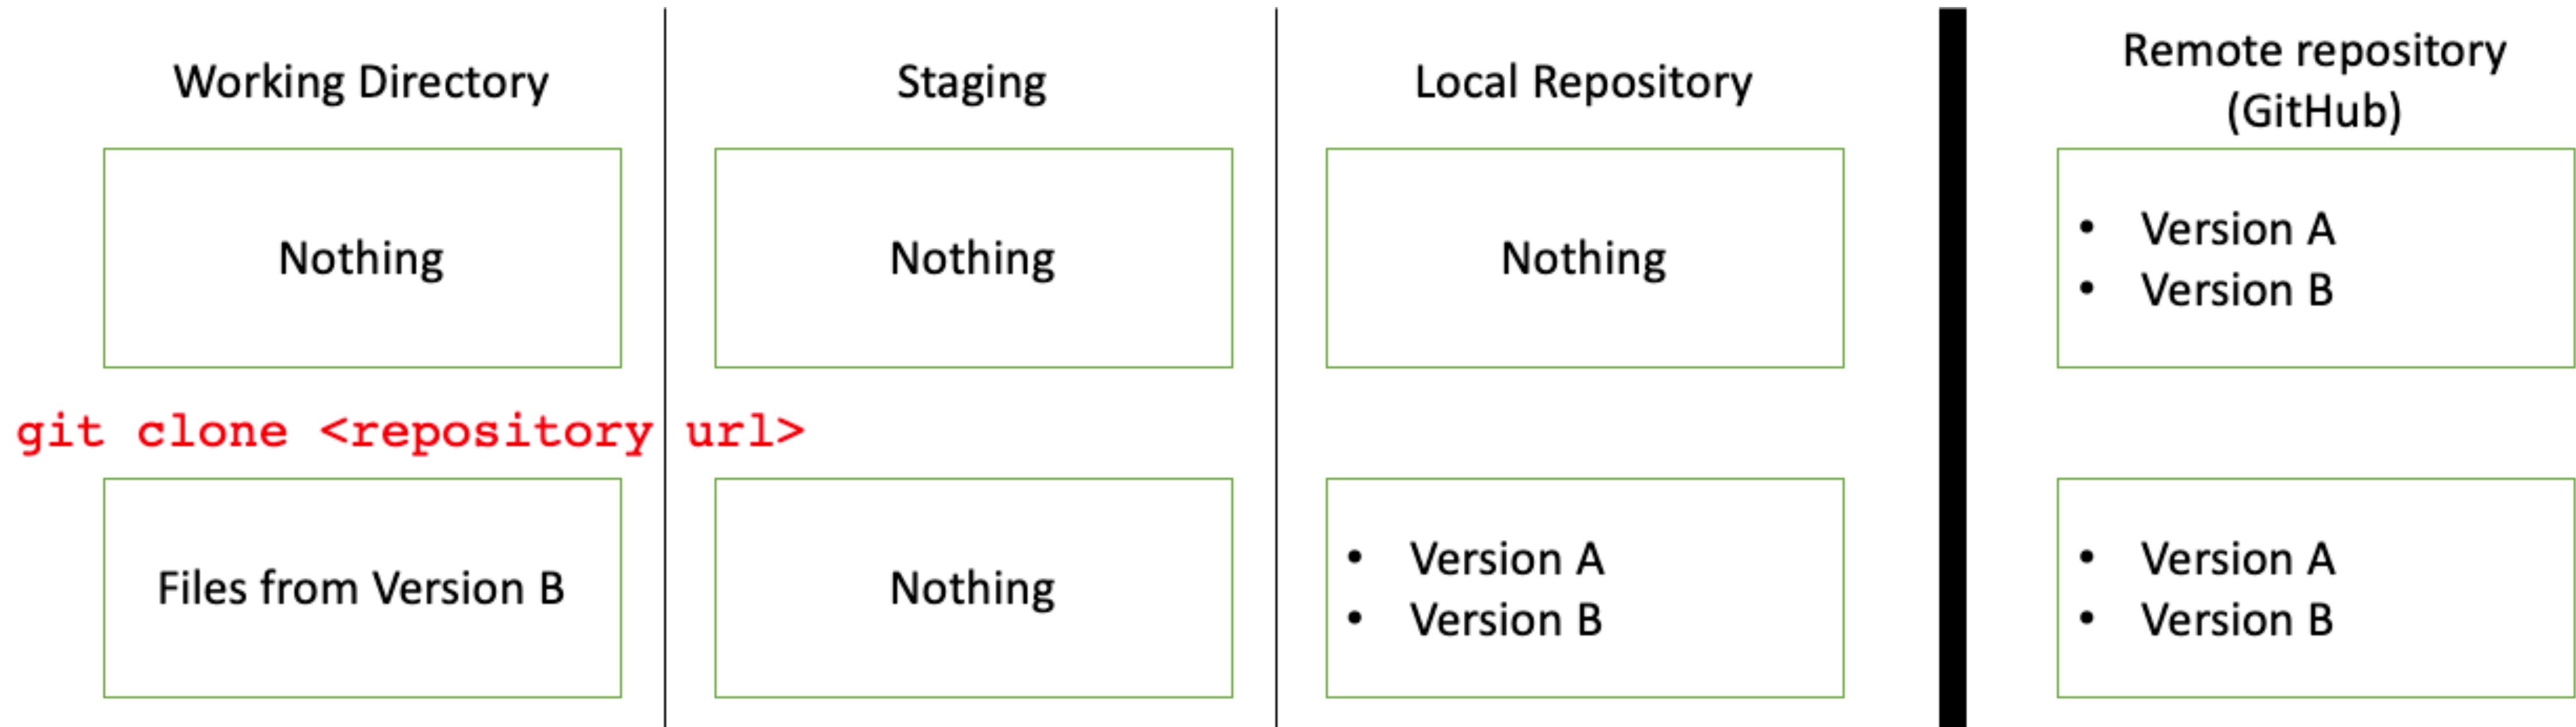 Working Directory
Staging
Local Repository
Remote repository
(GitHub)
Nothing
Nothing
Nothing
• Version A
• Version B
git clone <repository url>
Files from Version B
Nothing
• Version A
• Version B
• Version A
• Version B